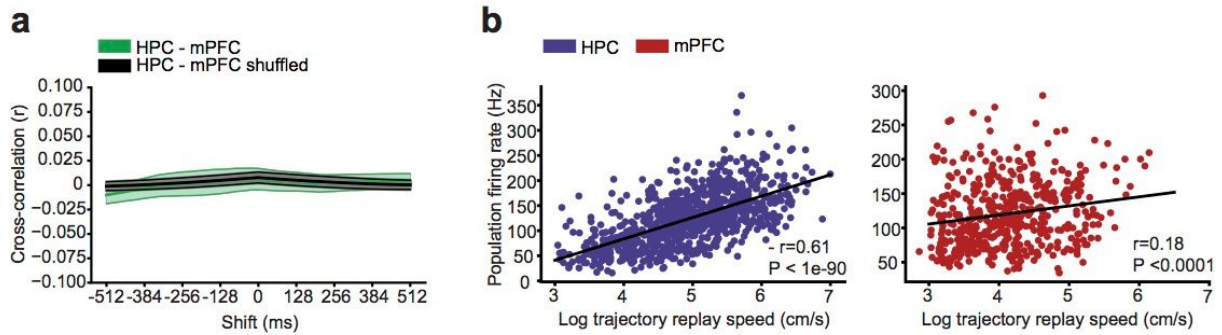 a
HPC - mPFC
HPC - mPFC shuffled
Cross-correlation (r)
0.100
0.075
0.050
0.025
0
−0.025
−0.050
−0.075
−0.100
-512 -384 -256 -128 0 128 256 384 512
Shift (ms)
b
HPC mPFC
Population firing rate (Hz)
350
300
250
200
150
100
50
0
3 4 5 6 7
Log trajectory replay speed (cm/s)
- r=0.61
P < 1e-90
300
250
200
150
100
50
3 4 5 6 7
Log trajectory replay speed (cm/s)
r=0.18
P <0.0001